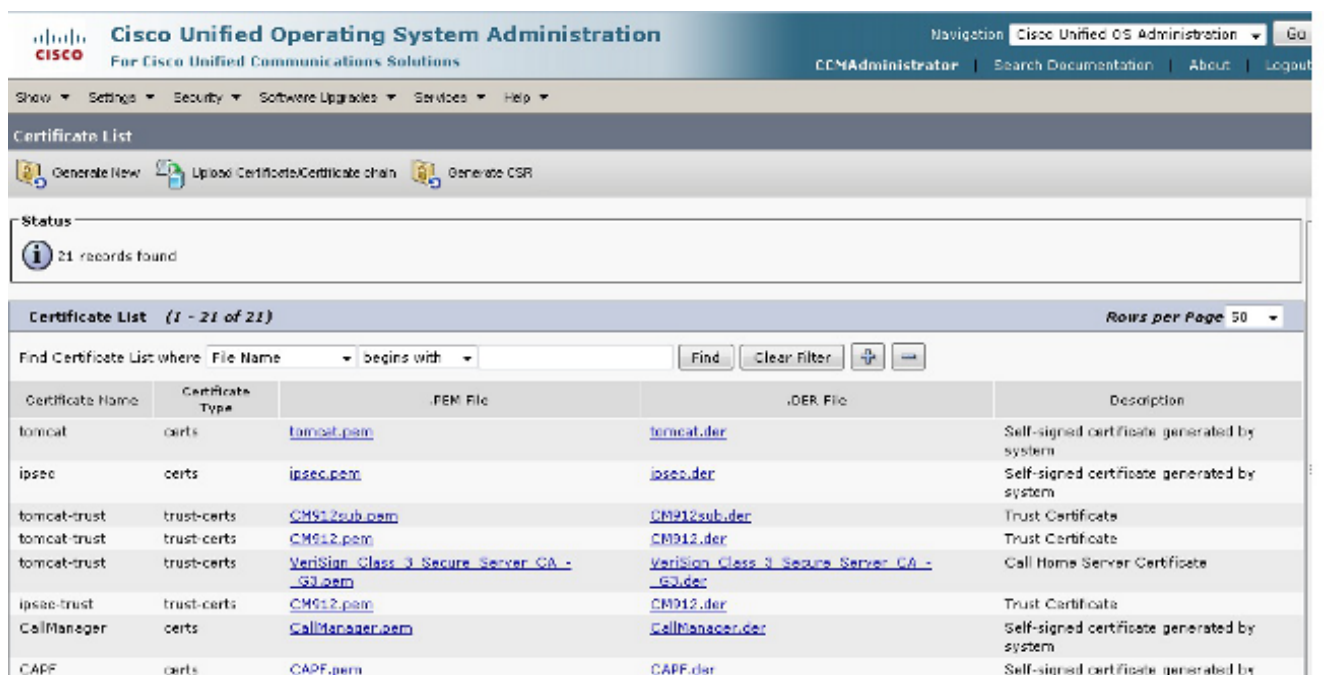 Cisco Unified Operating System Administration
Navigation Cisco Unified OS Administration Go
CISCO
For Cisco Unified Communications Solutions
CCMAdministrator | Search Documentation | About | Logout
Show Settings Security Software Upgrades Services Help
Certificate List
Generate New Upload Certificate/Certificate chain Generate CSR
Status
21 records found
Certificate List (1 - 21 of 21) Rows per Page 50
Find Certificate List where File Name begins with Find Clear Filter
Certificate Name Certificate Type .PEM File .DER File Description
tomcat certs tomcat.pem tomcat.der Self-signed certificate generated by
system
ipsec certs ipsec.pem ipsec.der Self-signed certificate generated by
system
tomcat-trust trust-certs CM912sub.pem CM912sub.der Trust Certificate
tomcat-trust trust-certs CM912.pem CM912.der Trust Certificate
tomcat-trust trust-certs VeriSign_Class_3_Secure_Server_CA_- VeriSign_Class_3_Secure_Server_CA_- Call Home Server Certificate
_G3.pem _G3.der
ipsec-trust trust-certs CM912.pem CM912.der Trust Certificate
CallManager certs CallManager.pem CallManager.der Self-signed certificate generated by
system
CAPF certs CAPF.pem CAPF.der Self-signed certificate generated by